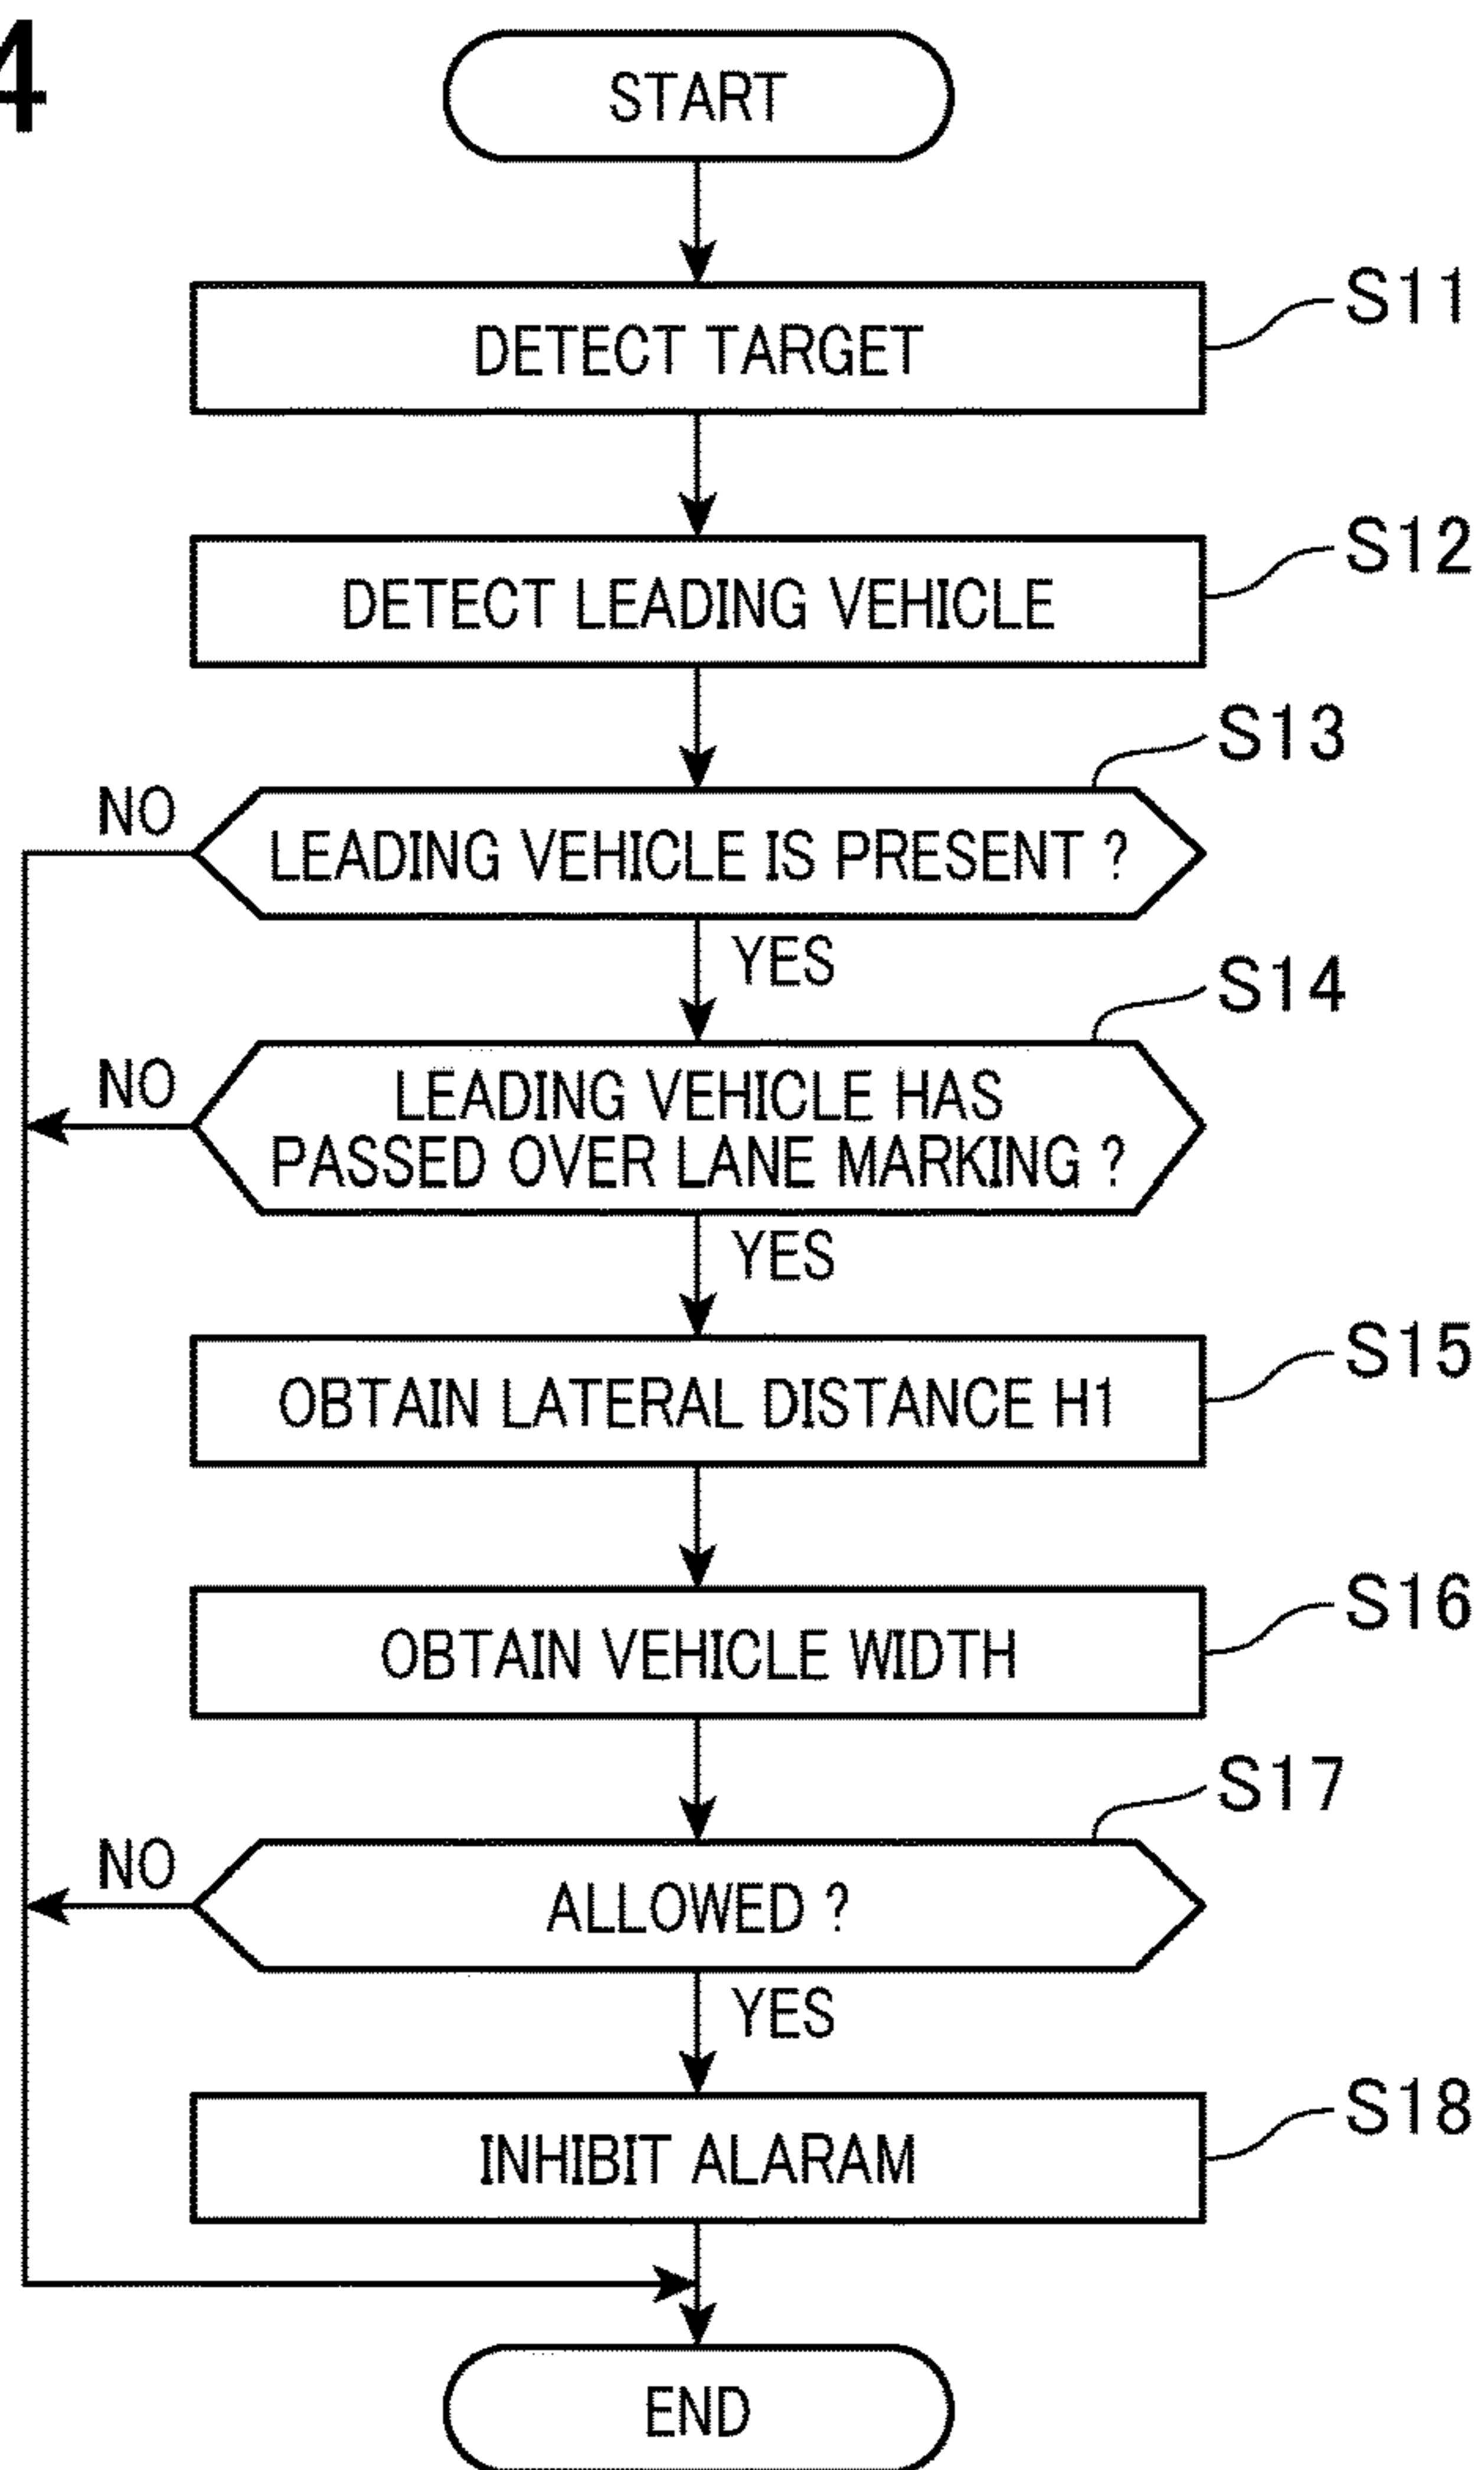 4
START
S11
DETECT TARGET
S12
DETECT LEADING VEHICLE
S13
NO
LEADING VEHICLE IS PRESENT ?
YES
S14
NO
LEADING VEHICLE HAS
PASSED OVER LANE MARKING ?
YES
S15
OBTAIN LATERAL DISTANCE H1
S16
OBTAIN VEHICLE WIDTH
S17
NO
ALLOWED ?
YES
S18
INHIBIT ALARAM
END